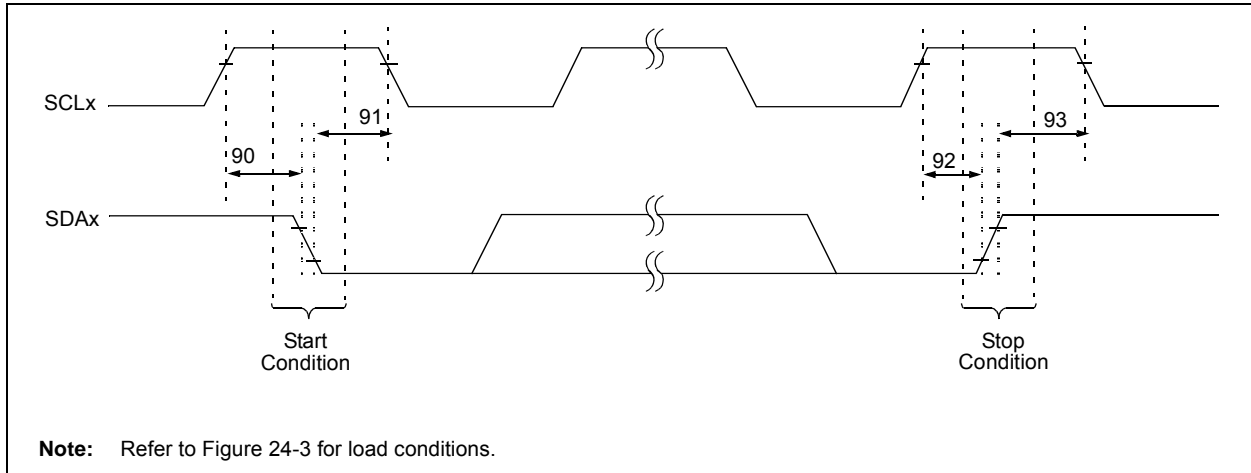 SCLx
91
93
90
92
SDAx
Start
Condition
Stop
Condition
Note: Refer to Figure 24-3 for load conditions.